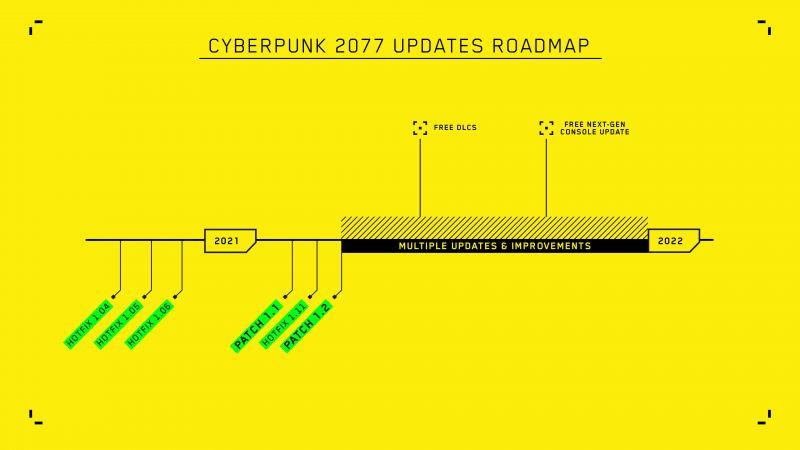 CYBERPUNK 2077 UPDATES ROADMAP
FREE DLCS
FREE NEXT-GEN
CONSOLE UPDATE
2021
MULTIPLE UPDATES & IMPROVEMENTS
2022
HOTFIX 1.04
HOTFIX 1.05
HOTFIX 1.06
PATCH 1.1
HOTFIX 1.11
PATCH 1.2